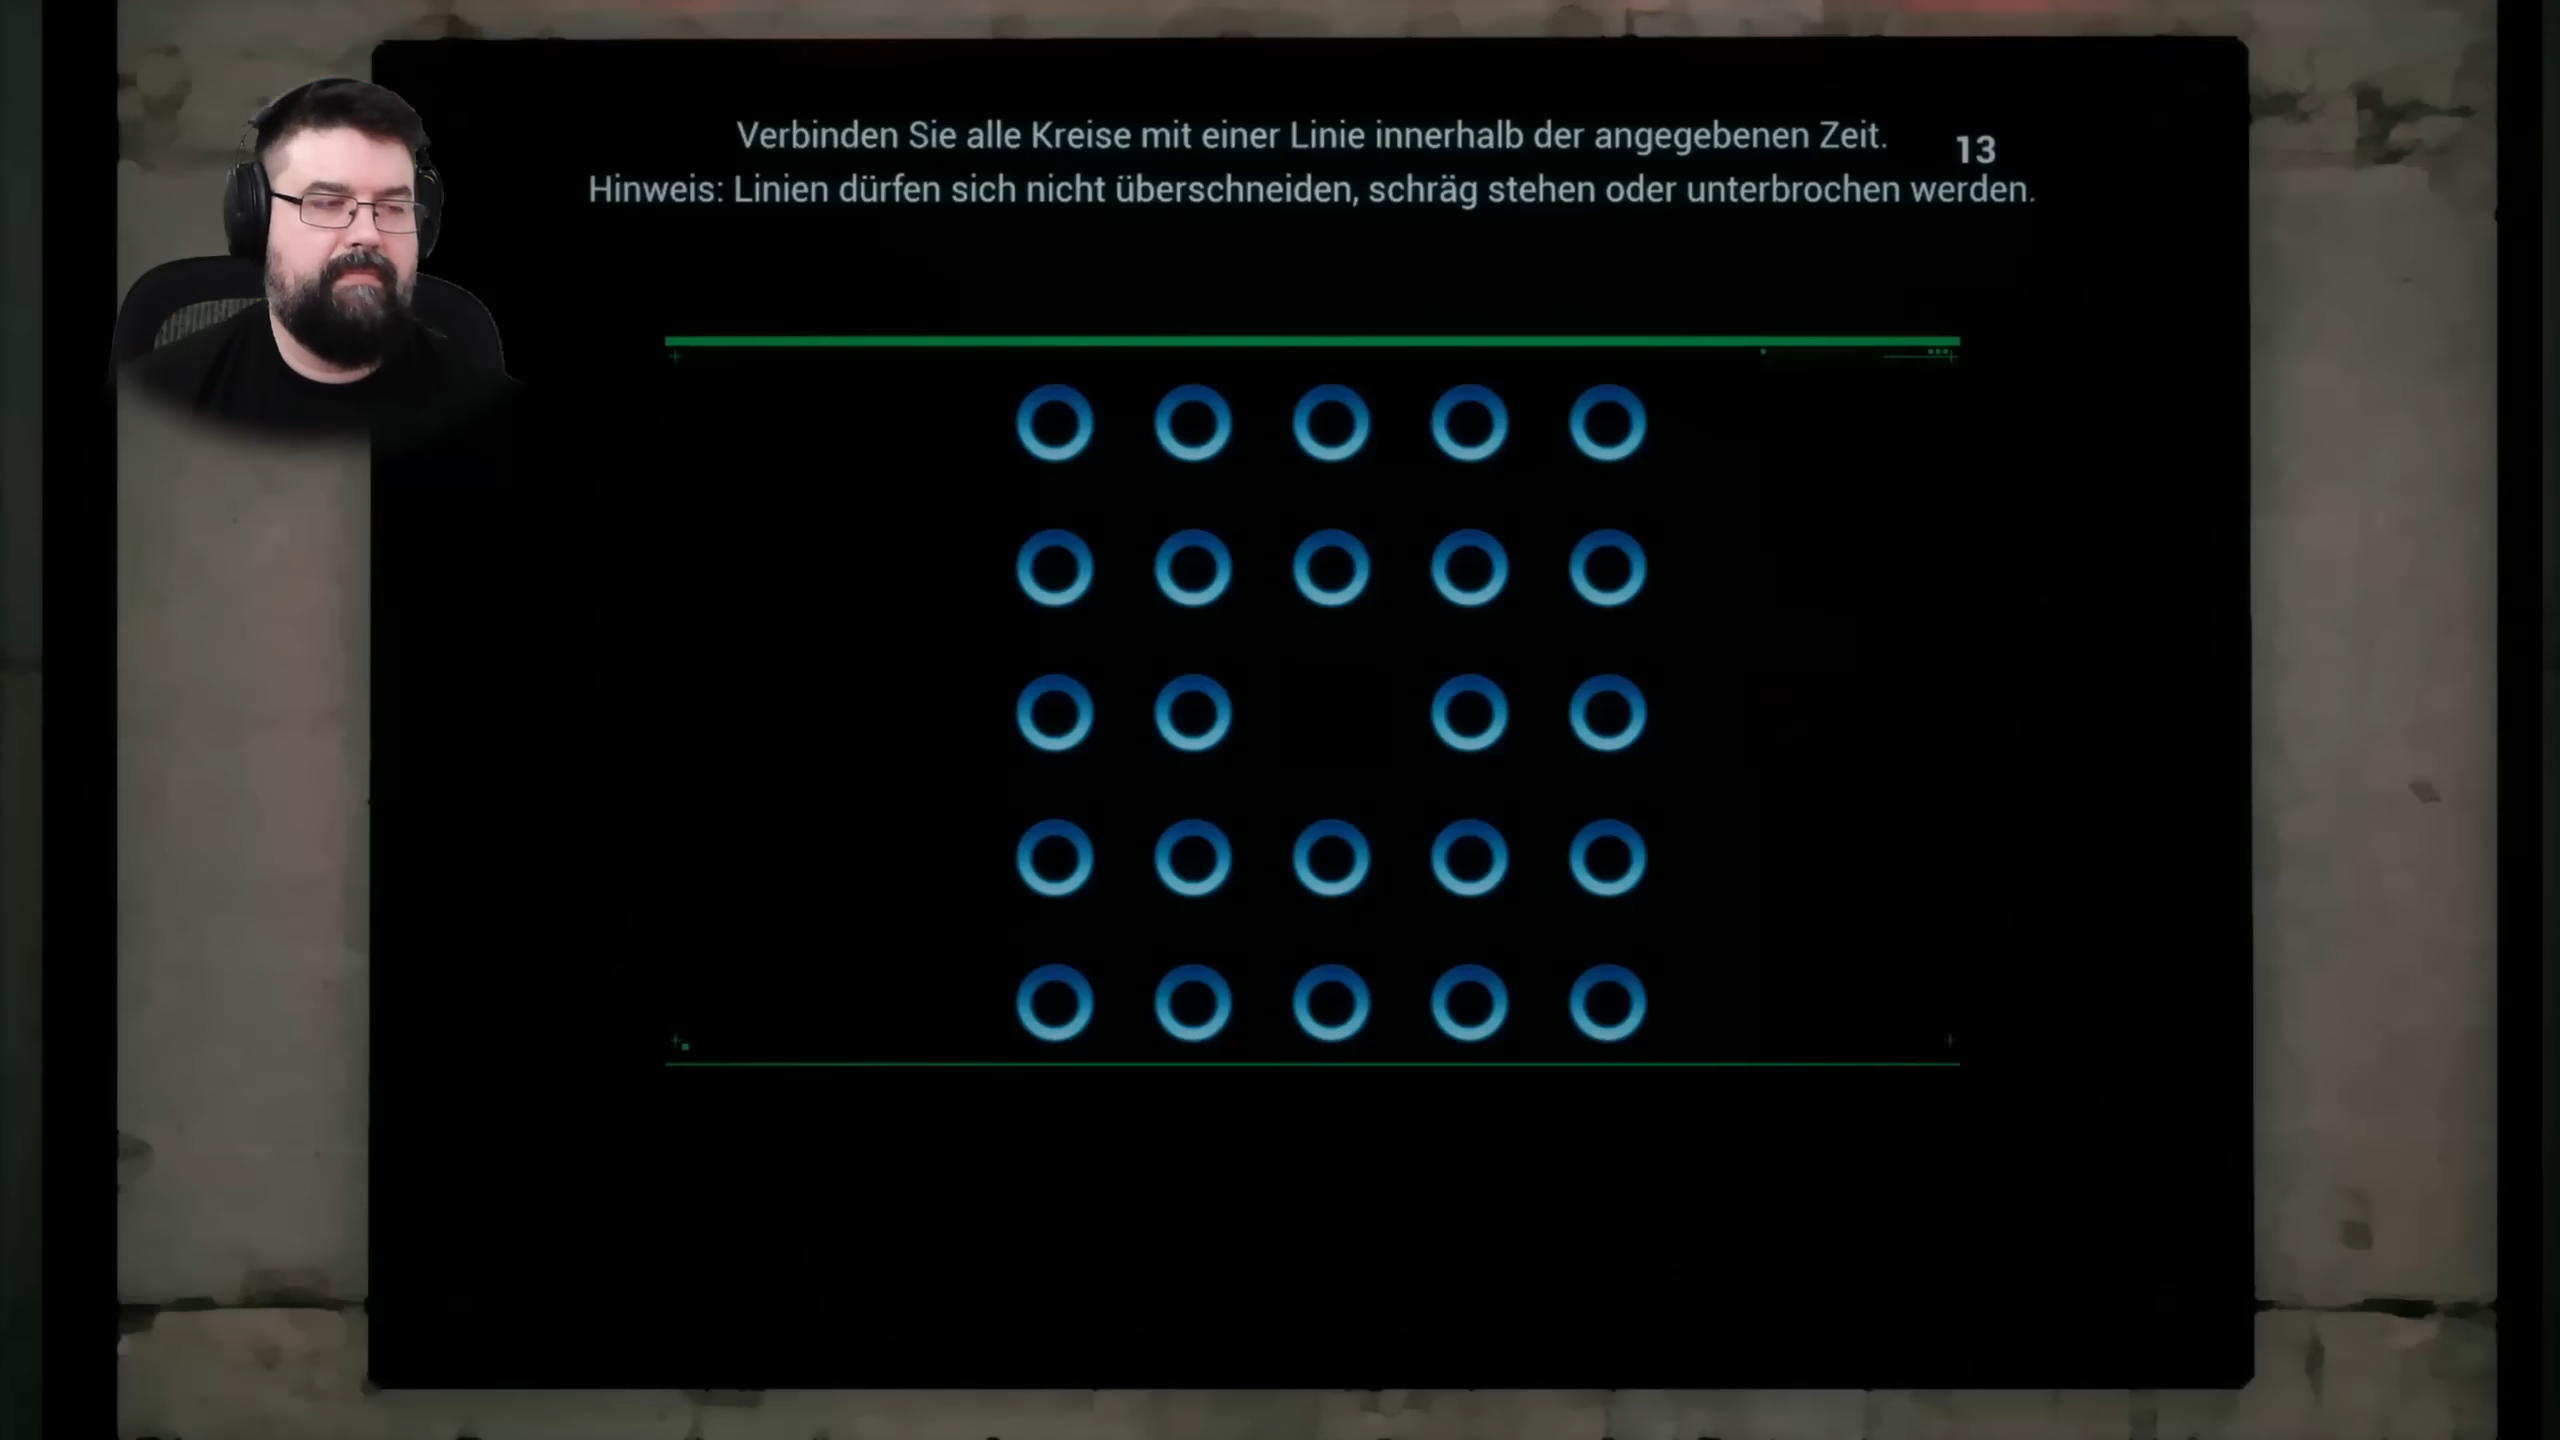 Verbinden Sie alle Kreise mit einer Linie innerhalb der angegebenen Zeit.
13
Hinweis: Linien dürfen sich nicht überschneiden, schräg stehen oder unterbrochen werden.